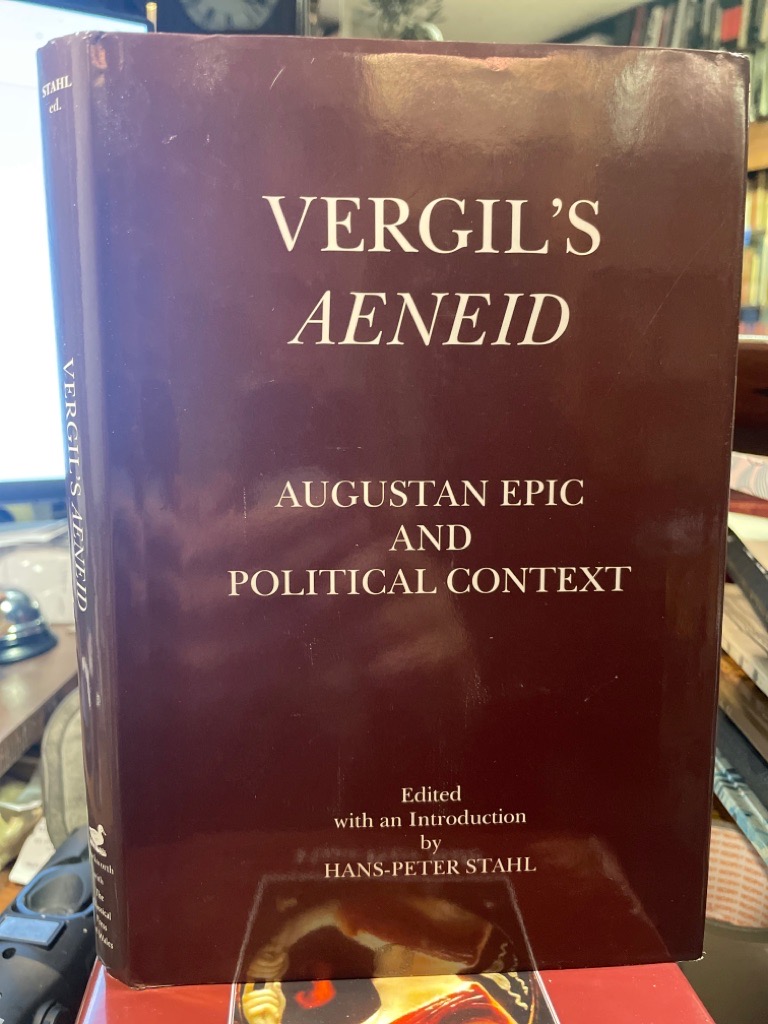 STAHL
ed.
VERGIL'S AENEID
VERGIL'S
AENEID
AUGUSTAN EPIC
AND
POLITICAL CONTEXT
Edited
with an Introduction
by
HANS-PETER STAHL